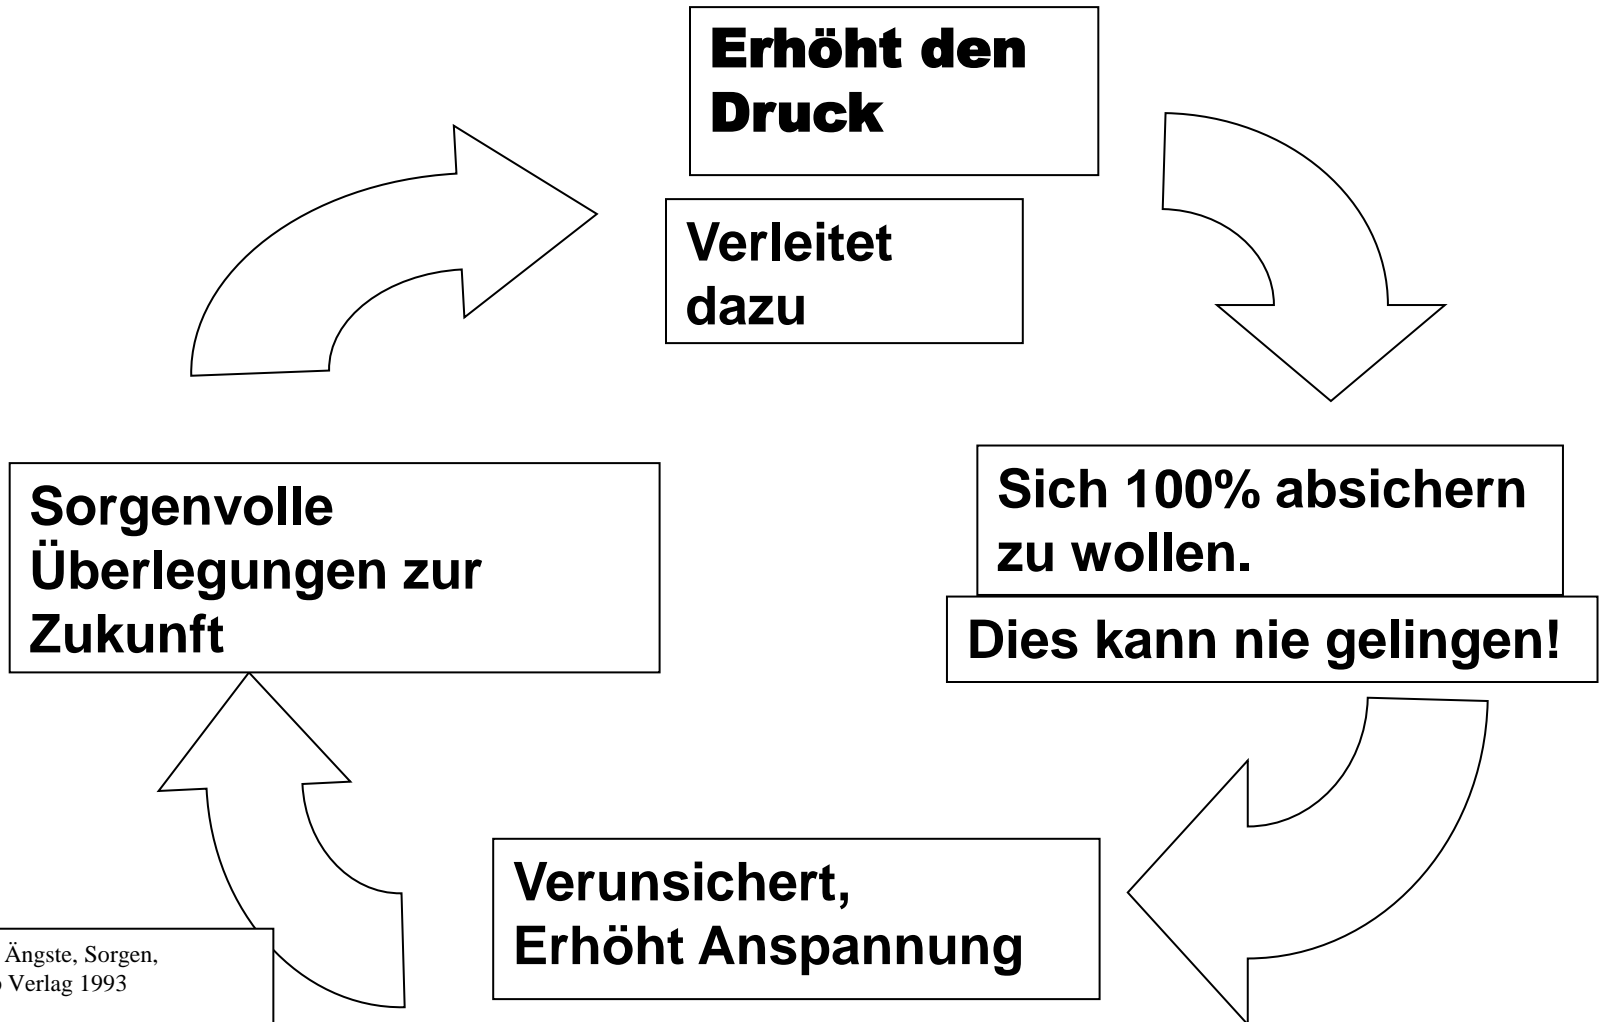 Erhöht den
Druck
Verleitet
dazu
Sorgenvolle
Überlegungen zur
Zukunft
Sich 100% absichern
zu wollen.
Dies kann nie gelingen!
Verunsichert,
Erhöht Anspannung
Ängste, Sorgen,
Verlag 1993